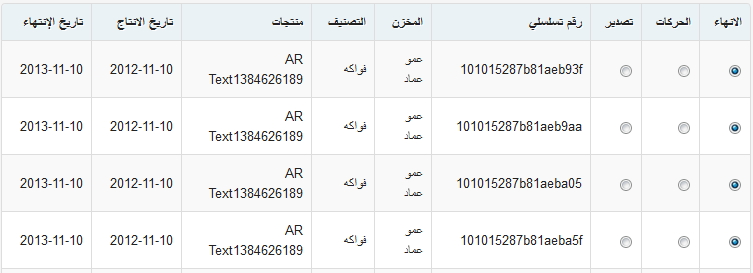 الانهاء الحركات تصدير رقم تسلسلي المخزن التصنيف منتجات تاريخ الانتاج تاريخ الإنتهاء
101015287b81aeb93f عمو فواكه AR 2012-11-10 2013-11-10
عماد Text1384626189
101015287b81aeb9aa عمو فواكه AR 2012-11-10 2013-11-10
عماد Text1384626189
101015287b81aeba05 عمو فواكه AR 2012-11-10 2013-11-10
عماد Text1384626189
101015287b81aeba5f عمو فواكه AR 2012-11-10 2013-11-10
عماد Text1384626189